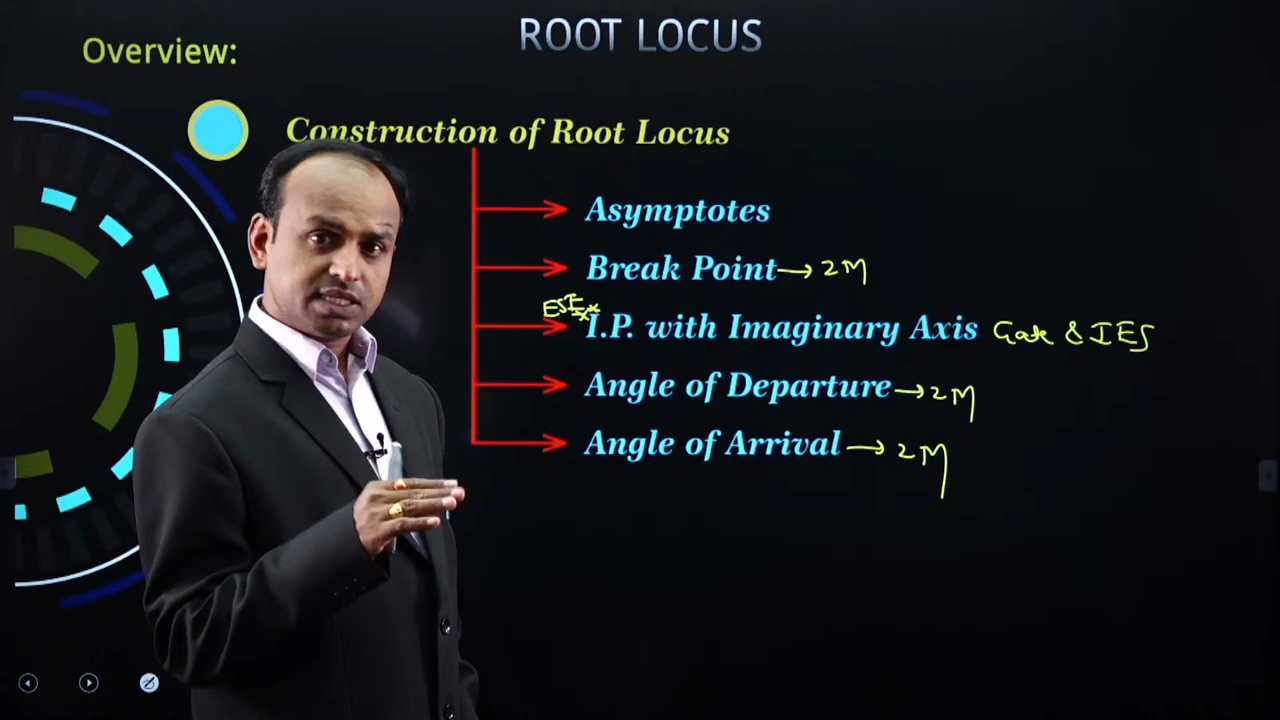 ROOT LOCUS
Overview:
Construction of Root Locus
Asymptotes
Break Point → 2M
I.P. with Imaginary Axis Gate & IES
Angle of Departure → 2M
Angle of Arrival → 2M